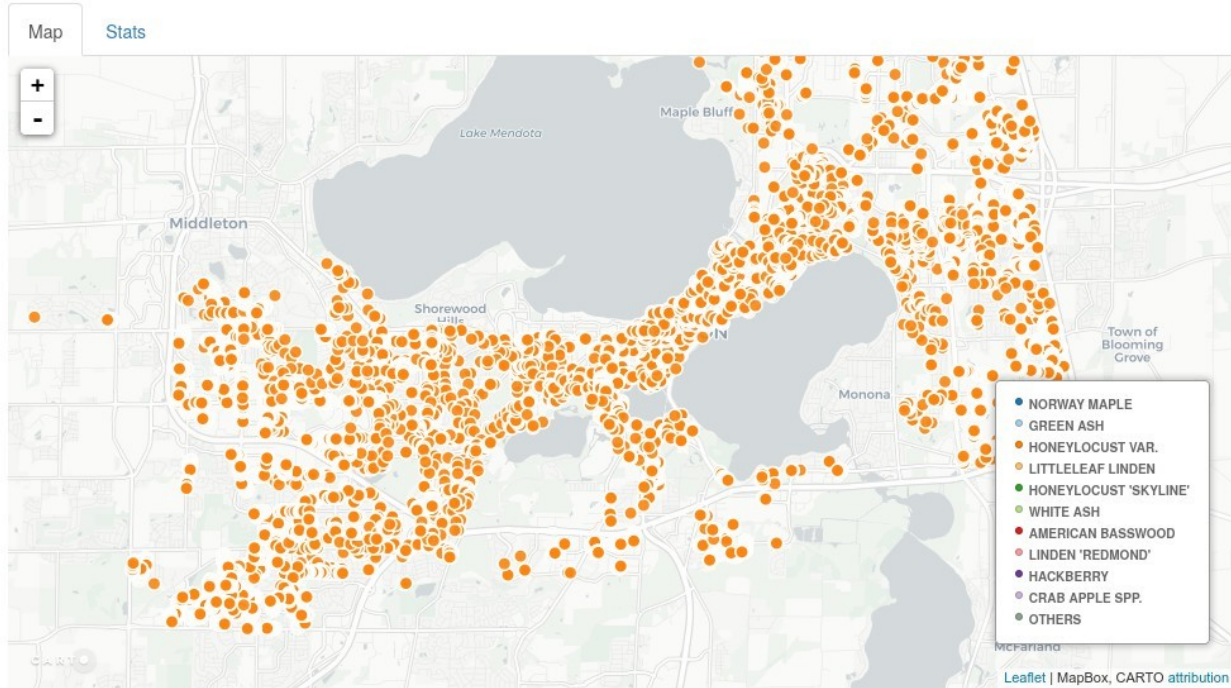 Map
Stats
+
-
Lake Mendota
Maple Bluff
Middleton
Shorewood
Hills
Town of
Blooming
Grove
Monona
NORWAY MAPLE
GREEN ASH
HONEYLOCUST VAR.
LITTLELEAF LINDEN
HONEYLOCUST 'SKYLINE'
WHITE ASH
AMERICAN BASSWOOD
LINDEN 'REDMOND'
HACKBERRY
CRAB APPLE SPP.
OTHERS
McFarland
CARTO
Leaflet | MapBox, CARTO attribution